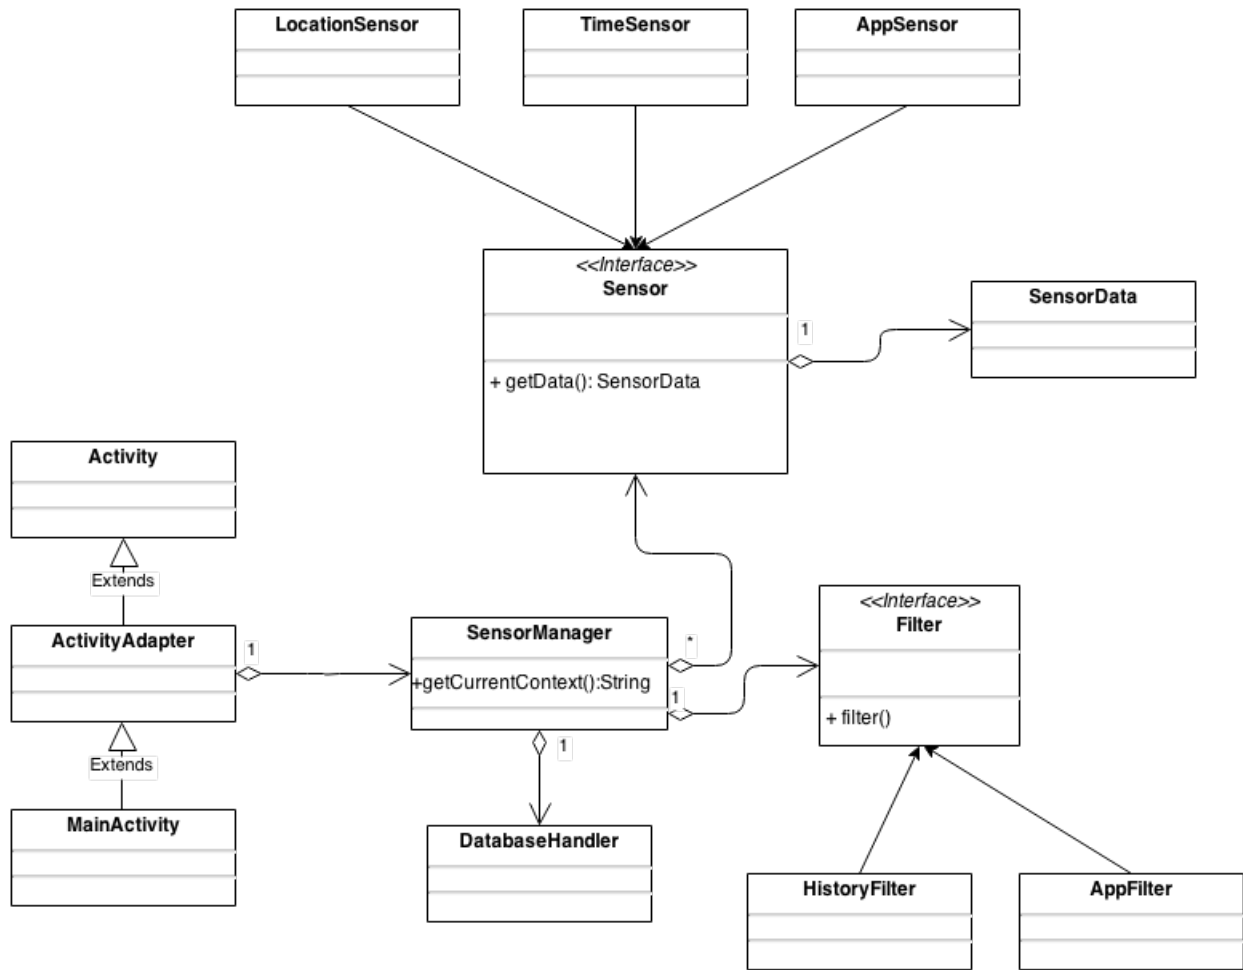 LocationSensor
TimeSensor
AppSensor
<<Interface>>
Sensor
+ getData(): SensorData
1
SensorData
Activity
Extends
ActivityAdapter
1
Extends
MainActivity
SensorManager
+getCurrentContext():String
*
1
1
DatabaseHandler
<<Interface>>
Filter
+ filter()
HistoryFilter
AppFilter